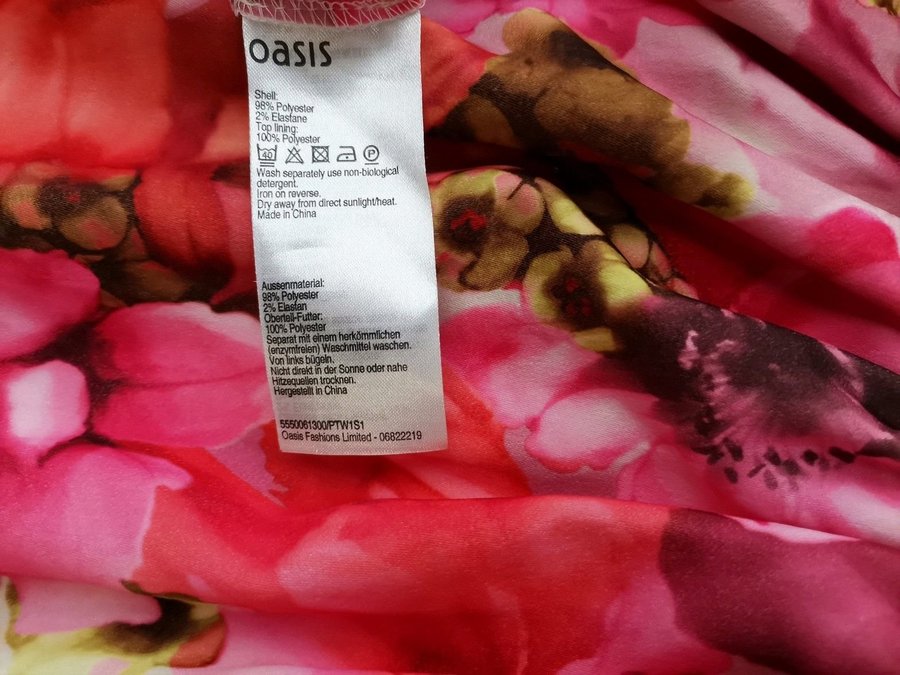 oasis
Shell:
98% Polyester
2% Elastane
Top lining:
100% Polyester
40 P
Wash separately use non-biological
detergent.
Iron on reverse.
Dry away from direct sunlight/heat.
Made in China
Aussenmaterial:
98% Polyester
2% Elastan
Oberteil-Futter:
100% Polyester
Separat mit einem herkömmlichen
(enzymfreien) Waschmittel waschen.
Von links bügeln.
Nicht direkt in der Sonne oder nahe
Hitzequellen trocknen.
Hergestellt in China
5550061300/PTW1S1
Oasis Fashions Limited - 06822219